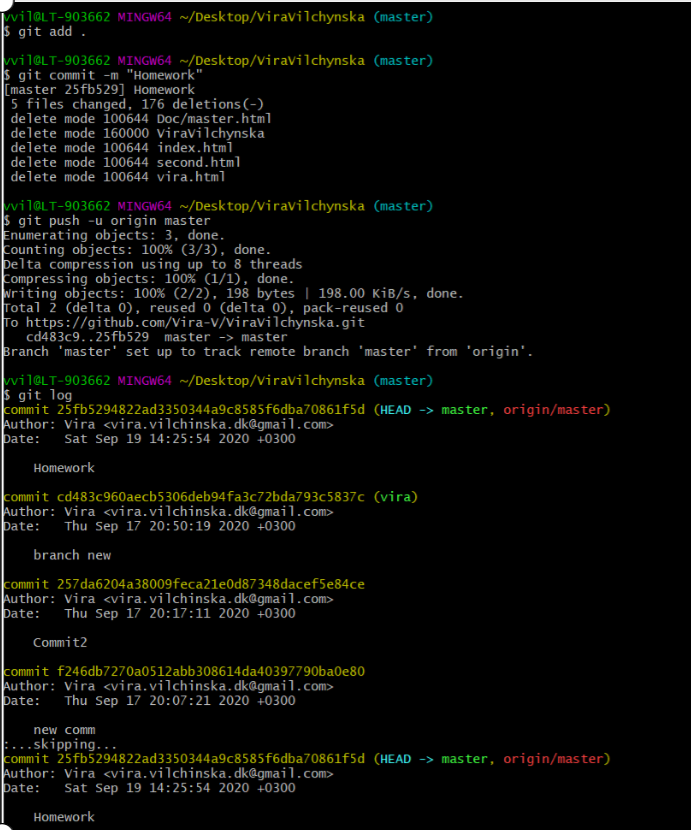 vvil@LT-903662 MINGW64 ~/Desktop/ViraVilchynska (master)
$ git add .
vvil@LT-903662 MINGW64 ~/Desktop/ViraVilchynska (master)
$ git commit -m "Homework"
[master 25fb529] Homework
5 files changed, 176 deletions(-)
delete mode 100644 Doc/master.html
delete mode 160000 ViraVilchynska
delete mode 100644 index.html
delete mode 100644 second.html
delete mode 100644 vira.html
vvil@LT-903662 MINGW64 ~/Desktop/ViraVilchynska (master)
$ git push -u origin master
Enumerating objects: 3, done.
Counting objects: 100% (3/3), done.
Delta compression using up to 8 threads
Compressing objects: 100% (1/1), done.
Writing objects: 100% (2/2), 198 bytes | 198.00 KiB/s, done.
Total 2 (delta 0), reused 0 (delta 0), pack-reused 0
To https://github.com/Vira-V/ViraVilchynska.git
cd483c9..25fb529  master -> master
Branch 'master' set up to track remote branch 'master' from 'origin'.
vvil@LT-903662 MINGW64 ~/Desktop/ViraVilchynska (master)
$ git log
commit 25fb5294822ad3350344a9c8585f6dba70861f5d (HEAD -> master, origin/master)
Author: Vira <vira.vilchinska.dk@gmail.com>
Date:   Sat Sep 19 14:25:54 2020 +0300
Homework
commit cd483c960aecb5306deb94fa3c72bda793c5837c (vira)
Author: Vira <vira.vilchinska.dk@gmail.com>
Date:   Thu Sep 17 20:50:19 2020 +0300
branch new
commit 257da6204a38009feca21e0d87348dacef5e84ce
Author: Vira <vira.vilchinska.dk@gmail.com>
Date:   Thu Sep 17 20:17:11 2020 +0300
Commit2
commit f246db7270a0512abb308614da40397790ba0e80
Author: Vira <vira.vilchinska.dk@gmail.com>
Date:   Thu Sep 17 20:07:21 2020 +0300
new comm
:...skipping...
commit 25fb5294822ad3350344a9c8585f6dba70861f5d (HEAD -> master, origin/master)
Author: Vira <vira.vilchinska.dk@gmail.com>
Date:   Sat Sep 19 14:25:54 2020 +0300
Homework